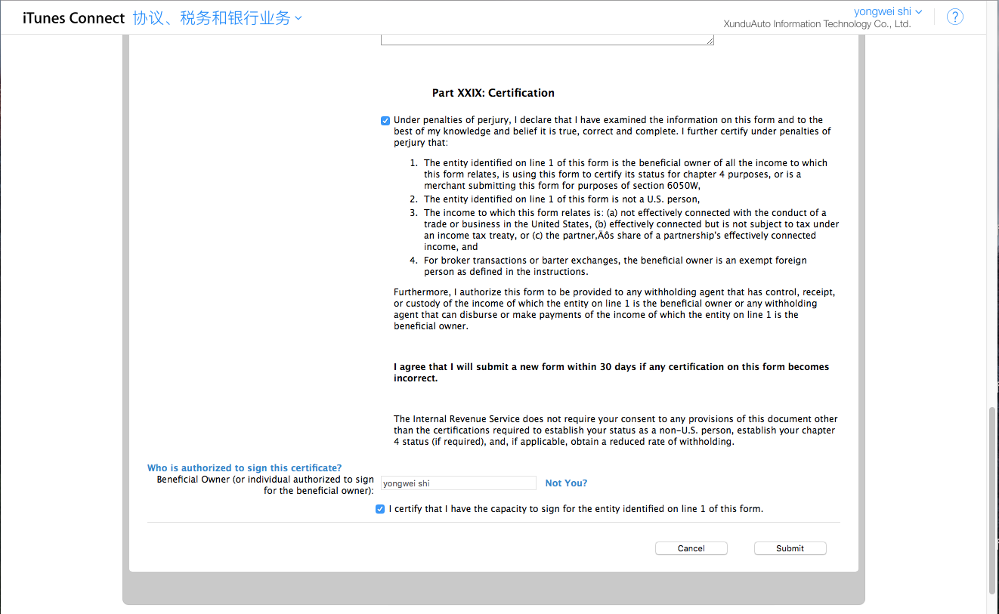 iTunes Connect 协议、税务和银行业务
yongwei shi
XunduAuto Information Technology Co., Ltd.
?
Part XXIX: Certification
Under penalties of perjury, I declare that I have examined the information on this form and to the
best of my knowledge and belief it is true, correct and complete. I further certify under penalties of
perjury that:
1. The entity identified on line 1 of this form is the beneficial owner of all the income to which
this form relates, is using this form to certify its status for chapter 4 purposes, or is a
merchant submitting this form for purposes of section 6050W,
2. The entity identified on line 1 of this form is not a U.S. person,
3. The income to which this form relates is: (a) not effectively connected with the conduct of a
trade or business in the United States, (b) effectively connected but is not subject to tax under
an income tax treaty, or (c) the partner‚Äôs share of a partnership's effectively connected
income, and
4. For broker transactions or barter exchanges, the beneficial owner is an exempt foreign
person as defined in the instructions.
Furthermore, I authorize this form to be provided to any withholding agent that has control, receipt,
or custody of the income of which the entity on line 1 is the beneficial owner or any withholding
agent that can disburse or make payments of the income of which the entity on line 1 is the
beneficial owner.
I agree that I will submit a new form within 30 days if any certification on this form becomes
incorrect.
The Internal Revenue Service does not require your consent to any provisions of this document other
than the certifications required to establish your status as a non-U.S. person, establish your chapter
4 status (if required), and, if applicable, obtain a reduced rate of withholding.
Who is authorized to sign this certificate?
Beneficial Owner (or individual authorized to sign
for the beneficial owner):
yongwei shi
Not You?
I certify that I have the capacity to sign for the entity identified on line 1 of this form.
Cancel
Submit